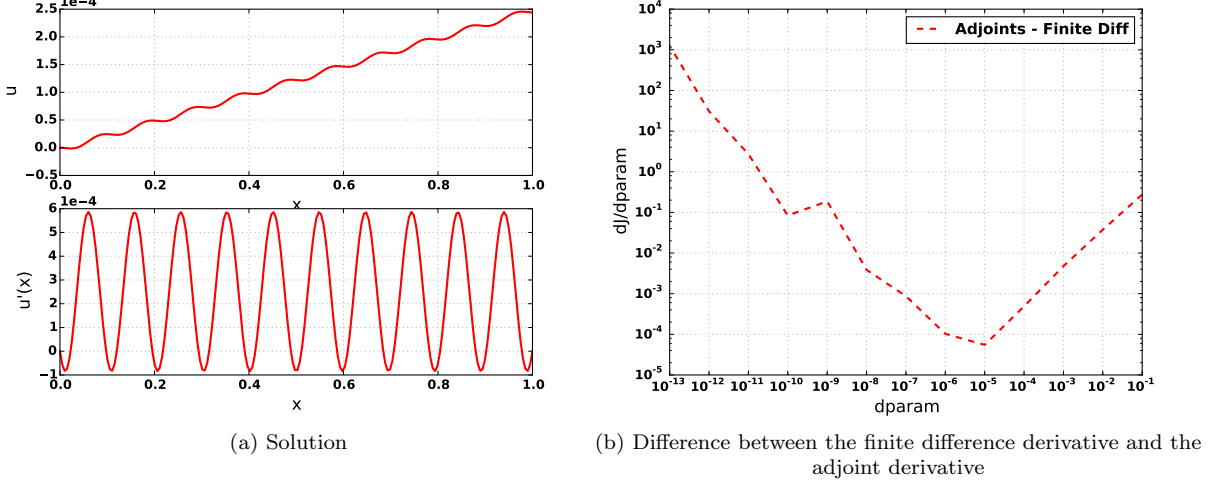 1e−4
2.5
2.0
1.5
1.0
0.5
0.0
−0.5
u
0.0 0.2 0.4 0.6 0.8 1.0
x
1e−4
6
5
4
3
2
1
0
−1
u'(x)
0.0 0.2 0.4 0.6 0.8 1.0
x
(a) Solution
10^4
10^3
10^2
10^1
10^0
10^-1
10^-2
10^-3
10^-4
10^-5
dJ/dparam
Adjoints - Finite Diff
10^-13 10^-12 10^-11 10^-10 10^-9 10^-8 10^-7 10^-6 10^-5 10^-4 10^-3 10^-2 10^-1
dparam
(b) Difference between the finite difference derivative and the
adjoint derivative